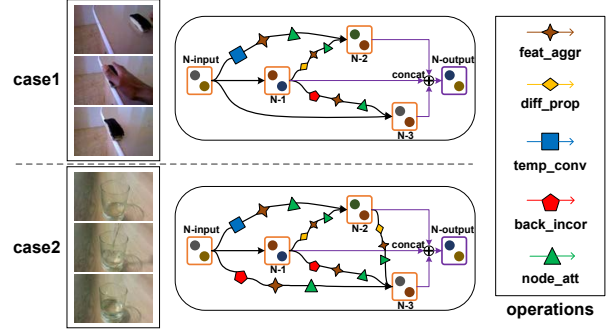 case1
N-input
N-1
N-2
N-3
concat
N-output
case2
N-input
N-1
N-2
N-3
concat
N-output
feat_aggr
diff_prop
temp_conv
back_incor
node_att
operations